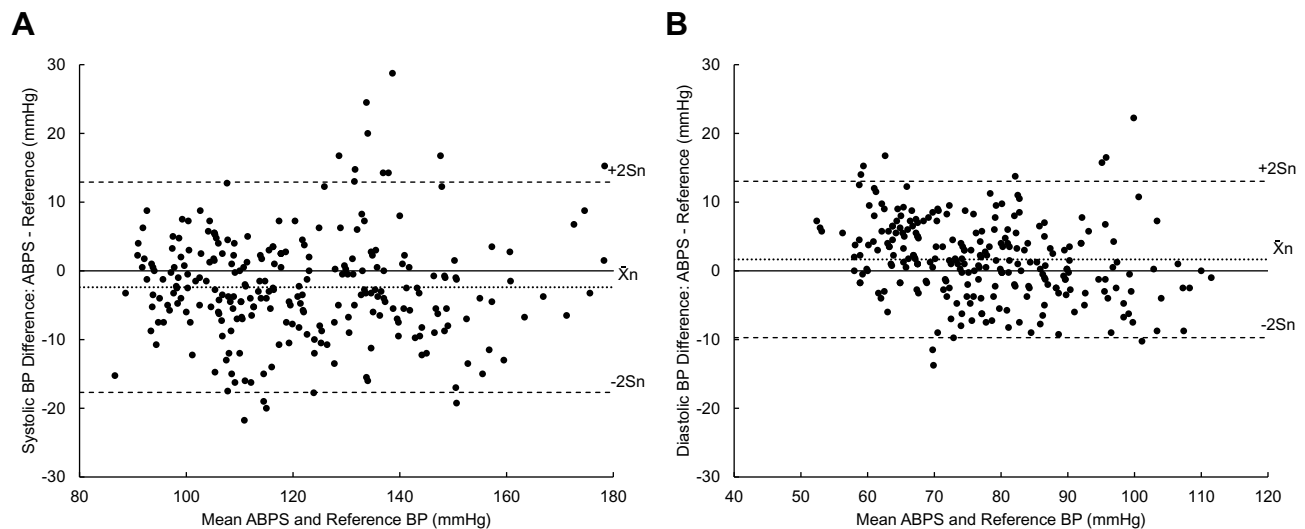 A
Systolic BP Difference: ABPS - Reference (mmHg)
30
20
10
0
-10
-20
-30
+2Sn
X̄n
-2Sn
80 100 120 140 160 180
Mean ABPS and Reference BP (mmHg)
B
Diastolic BP Difference: ABPS - Reference (mmHg)
30
20
10
0
-10
-20
-30
+2Sn
X̄n
-2Sn
40 50 60 70 80 90 100 110 120
Mean ABPS and Reference BP (mmHg)